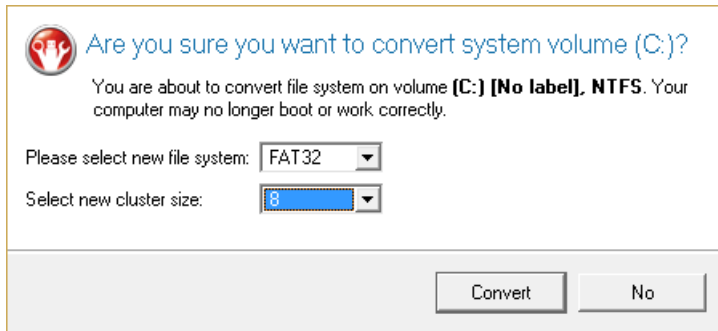 Are you sure you want to convert system volume (C:)?
You are about to convert file system on volume (C:) [No label], NTFS. Your
computer may no longer boot or work correctly.
Please select new file system: FAT32
Select new cluster size: 8
Convert No